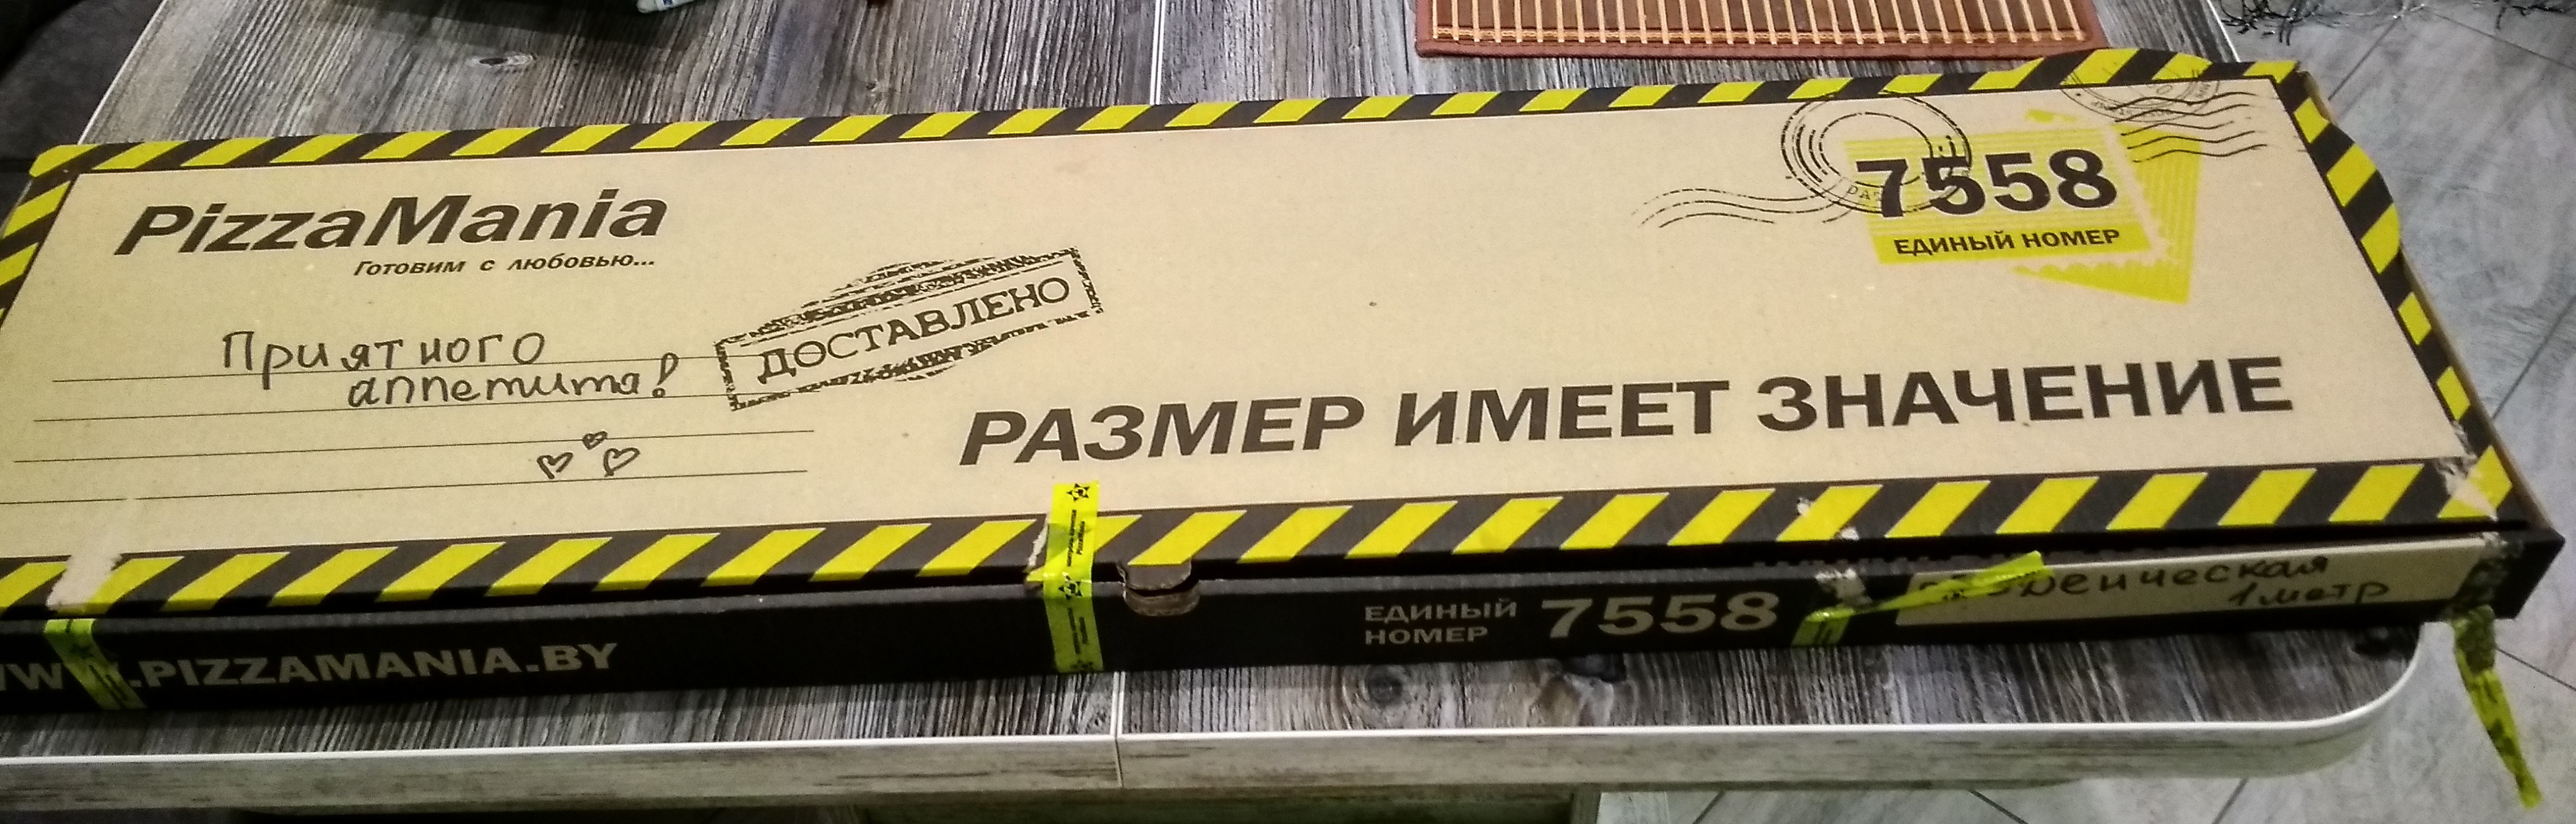 PizzaMania
Готовим с любовью...
7558
ЕДИНЫЙ НОМЕР
Приятного
аппетита!
ДОСТАВЛЕНО
РАЗМЕР ИМЕЕТ ЗНАЧЕНИЕ
WWW.PIZZAMANIA.BY
ЕДИНЫЙ
НОМЕР
7558
1 метр